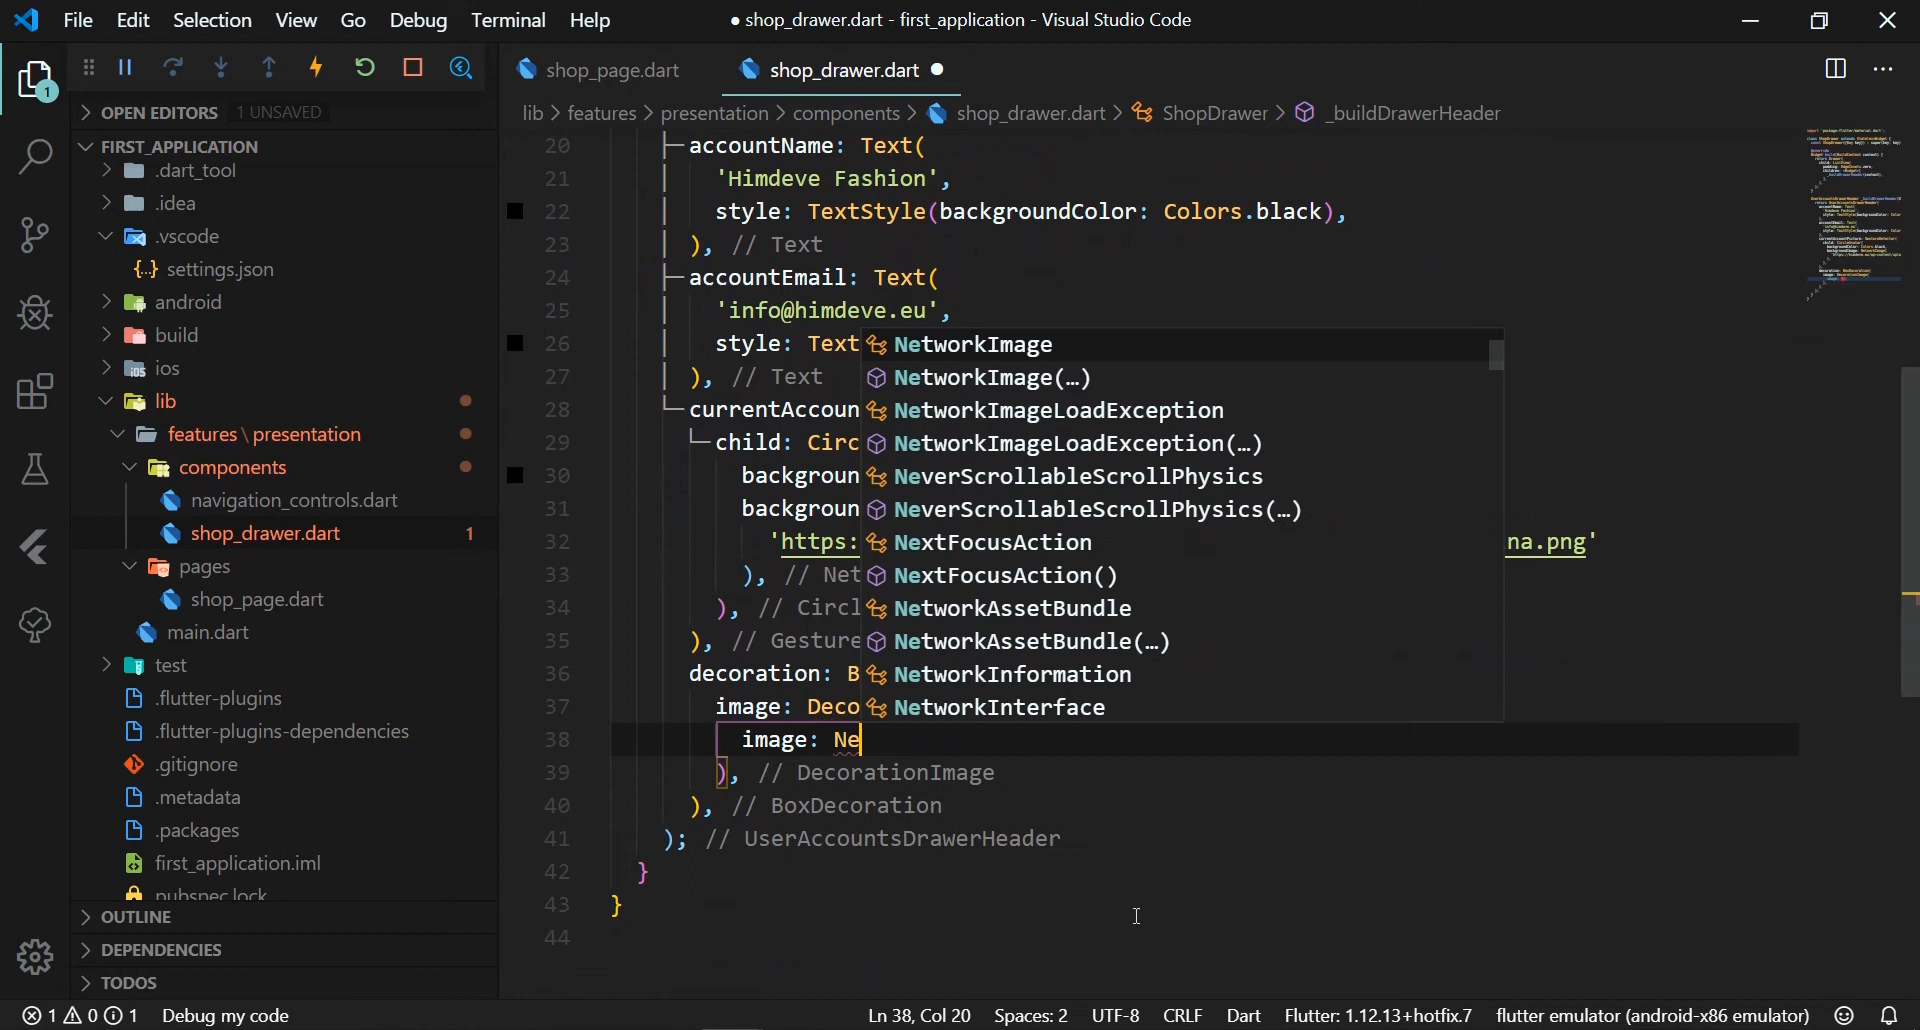 File Edit Selection View Go Debug Terminal Help
● shop_drawer.dart - first_application - Visual Studio Code
shop_page.dart
shop_drawer.dart
1
OPEN EDITORS 1 UNSAVED
lib > features > presentation > components > shop_drawer.dart > ShopDrawer > _buildDrawerHeader
FIRST_APPLICATION
.dart_tool
.idea
.vscode
settings.json
android
build
ios
lib
features \ presentation
components
navigation_controls.dart
shop_drawer.dart 1
pages
shop_page.dart
main.dart
test
.flutter-plugins
.flutter-plugins-dependencies
.gitignore
.metadata
.packages
first_application.iml
pubspec.lock
OUTLINE
DEPENDENCIES
TODOS
20 accountName: Text(
21 'Himdeve Fashion',
22 style: TextStyle(backgroundColor: Colors.black),
23 ), // Text
24 accountEmail: Text(
25 'info@himdeve.eu',
26 style: Text
27 ), // Text
28 currentAccoun
29 child: Circ
30 backgroun
31 backgroun
32 'https: na.png'
33 ), // Net
34 ), // Circl
35 ), // Gesture
36 decoration: B
37 image: Deco
38 image: Ne
39 ), // DecorationImage
40 ), // BoxDecoration
41 ); // UserAccountsDrawerHeader
42 }
43 }
44
NetworkImage
NetworkImage(…)
NetworkImageLoadException
NetworkImageLoadException(…)
NeverScrollableScrollPhysics
NeverScrollableScrollPhysics(…)
NextFocusAction
NextFocusAction()
NetworkAssetBundle
NetworkAssetBundle(…)
NetworkInformation
NetworkInterface
1 0 1 Debug my code
Ln 38, Col 20 Spaces: 2 UTF-8 CRLF Dart Flutter: 1.12.13+hotfix.7 flutter emulator (android-x86 emulator)